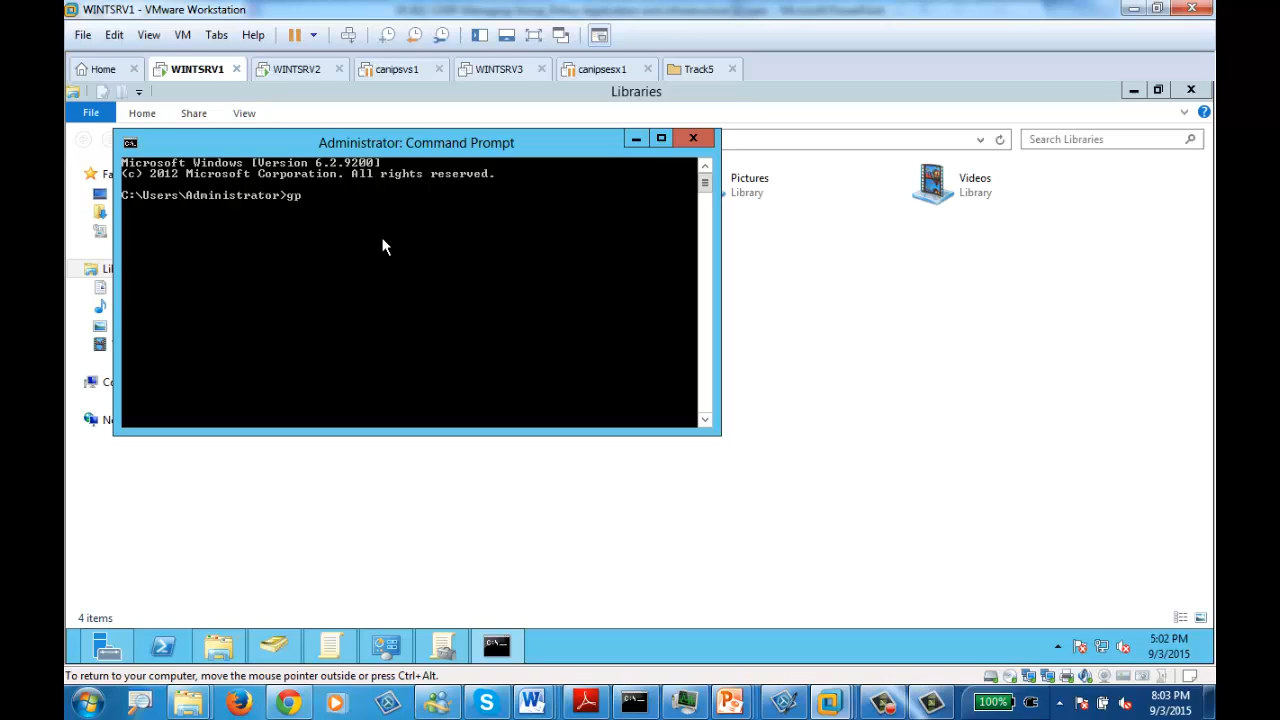 WINTSRV1 - VMware Workstation
File Edit View VM Tabs Help
Home WINTSRV1 WINTSRV2 canipsvs1 WINTSRV3 canipsesx1 Track5
Libraries
File Home Share View
Administrator: Command Prompt
Search Libraries
Microsoft Windows [Version 6.2.9200]
(c) 2012 Microsoft Corporation. All rights reserved.
C:\Users\Administrator>gp
Pictures
Library
Videos
Library
4 items
5:02 PM
9/3/2015
To return to your computer, move the mouse pointer outside or press Ctrl+Alt.
100%
8:03 PM
9/3/2015